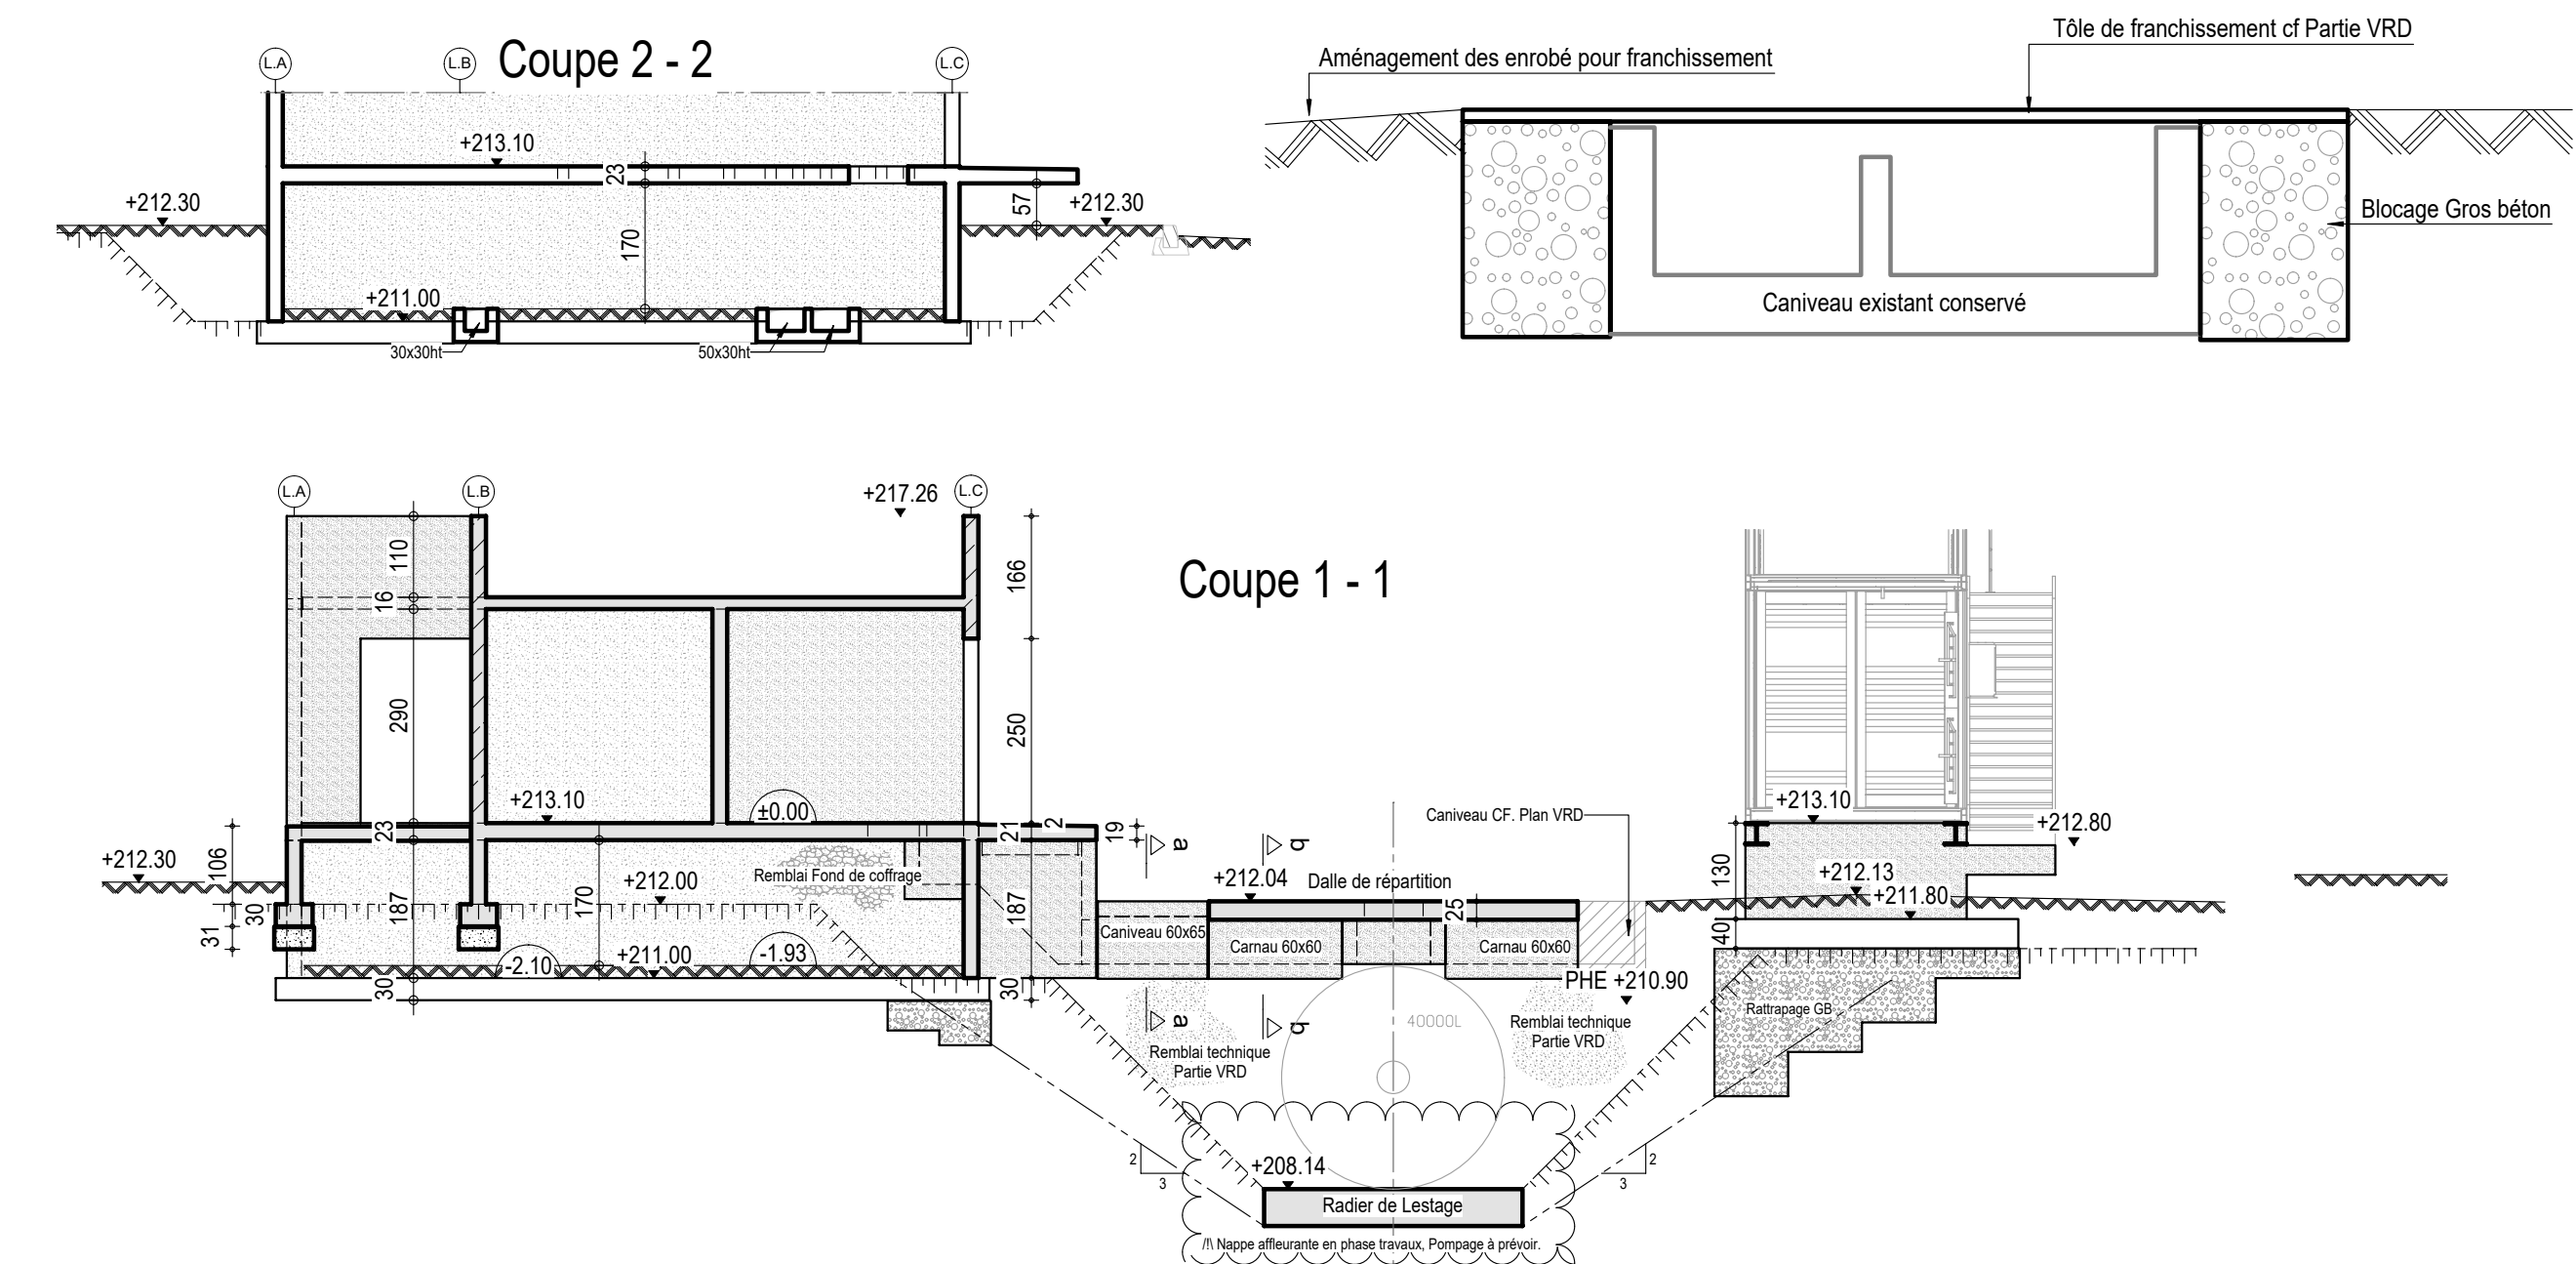 L.A
L.B
Coupe 2 - 2
L.C
+213.10
23
+212.30
57
+212.30
170
+211.00
30x30ht
50x30ht
Aménagement des enrobé pour franchissement
Tôle de franchissement cf Partie VRD
Blocage Gros béton
Caniveau existant conservé
L.A
L.B
+217.26
L.C
Coupe 1 - 1
110
16
166
290
250
+213.10
±0.00
23
21
2
19
a
b
Caniveau CF. Plan VRD
+213.10
+212.80
+212.30
106
Remblai Fond de coffrage
+212.00
+212.04
Dalle de répartition
130
+212.13
+211.80
30
187
170
187
25
31
Caniveau 60x65
Carnau 60x60
Carnau 60x60
40
-2.10
+211.00
-1.93
30
30
PHE +210.90
a
b
40000L
Remblai technique
Partie VRD
Remblai technique
Partie VRD
Rattrapage GB
2
3
2
3
+208.14
Radier de Lestage
/!\ Nappe affleurante en phase travaux, Pompage à prévoir.